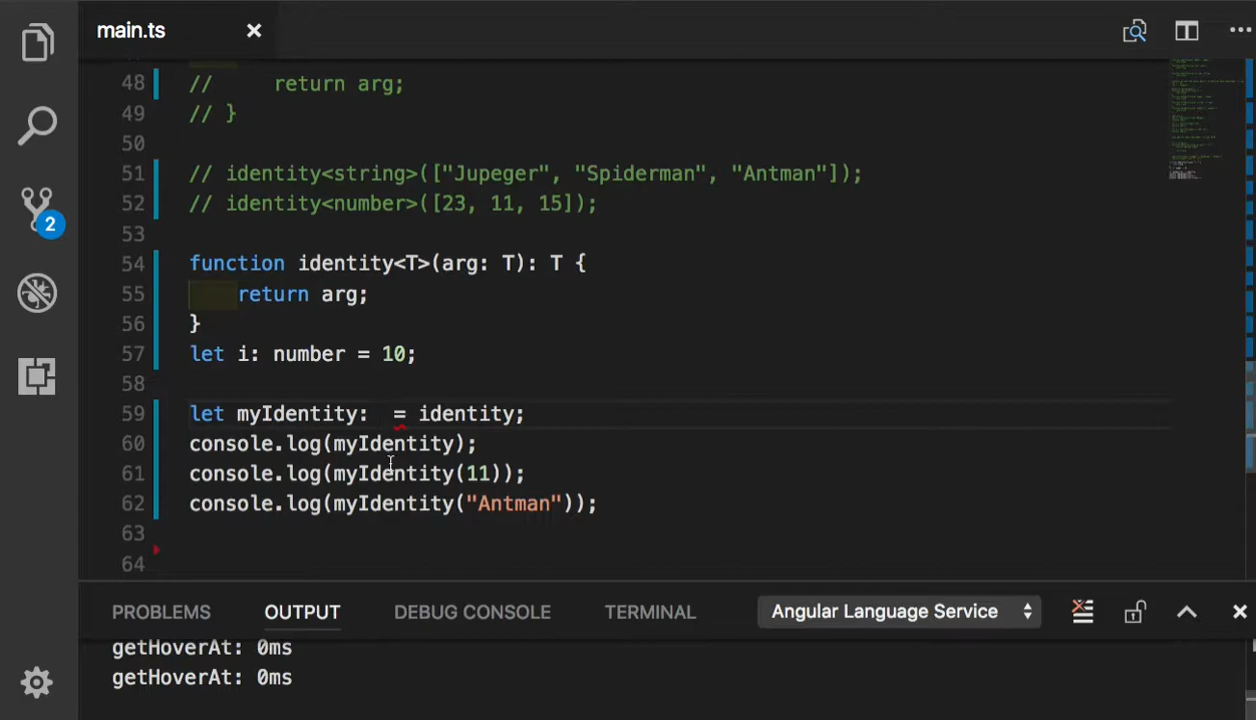 main.ts
48 //     return arg;
49 // }
50
51 // identity<string>(["Jupeger", "Spiderman", "Antman"]);
52 // identity<number>([23, 11, 15]);
53
54 function identity<T>(arg: T): T {
55     return arg;
56 }
57 let i: number = 10;
58
59 let myIdentity:  = identity;
60 console.log(myIdentity);
61 console.log(myIdentity(11));
62 console.log(myIdentity("Antman"));
63
64
2
PROBLEMS OUTPUT DEBUG CONSOLE TERMINAL Angular Language Service
getHoverAt: 0ms
getHoverAt: 0ms